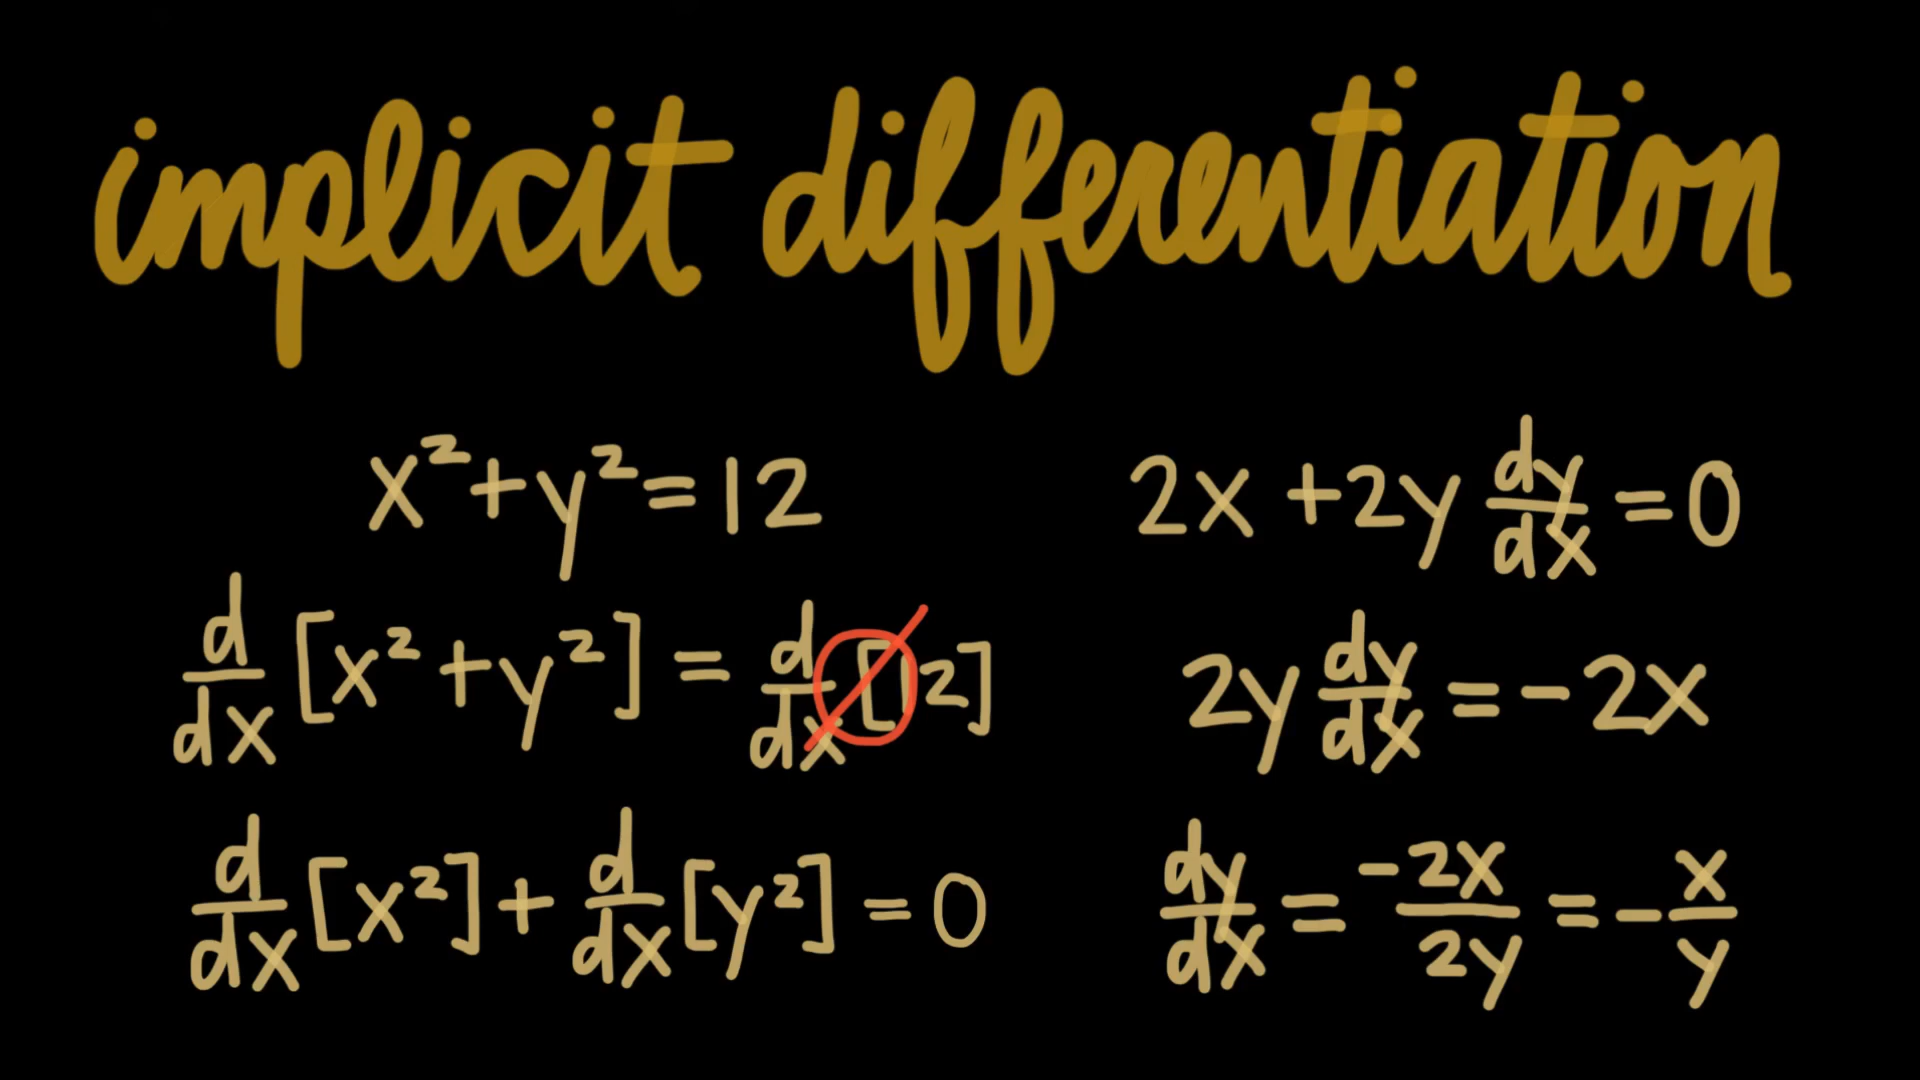 implicit differentiation
x²+y²=12
d/dx [x²+y²] = d/dx [12]
d/dx [x²] + d/dx [y²] = 0
2x +2y dy/dx = 0
2y dy/dx = -2x
dy/dx = -2x/2y = -x/y